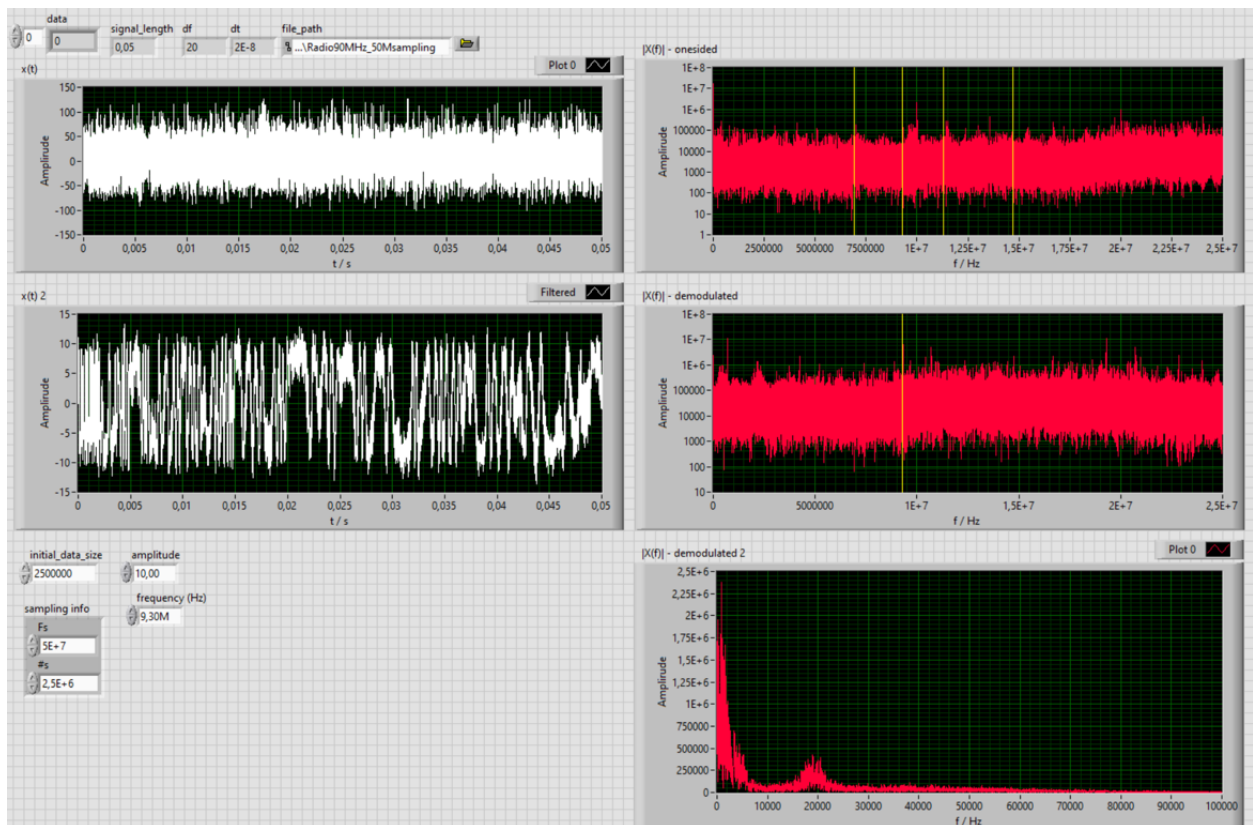 data
signal_length df dt file_path
0 0 0,05 20 2E-8 ...\Radio90MHz_50Msampling
x(t) Plot 0
Amplirude
150
100
50
0
-50
-100
-150
0 0,005 0,01 0,015 0,02 0,025 0,03 0,035 0,04 0,045 0,05
t / s
|X(f)| - onesided
Amplirude
1E+8
1E+7
1E+6
100000
10000
1000
100
10
1
0 2500000 5000000 7500000 1E+7 1,25E+7 1,5E+7 1,75E+7 2E+7 2,25E+7 2,5E+7
f / Hz
x(t) 2 Filtered
Amplirude
15
10
5
0
-5
-10
-15
0 0,005 0,01 0,015 0,02 0,025 0,03 0,035 0,04 0,045 0,05
t / s
|X(f)| - demodulated
Amplirude
1E+8
1E+7
1E+6
100000
10000
1000
100
10
0 5000000 1E+7 1,5E+7 2E+7 2,5E+7
f / Hz
initial_data_size amplitude
2500000 10,00
frequency (Hz)
9,30M
sampling info
Fs
5E+7
#s
2,5E+6
|X(f)| - demodulated 2 Plot 0
Amplirude
2,5E+6
2,25E+6
2E+6
1,75E+6
1,5E+6
1,25E+6
1E+6
750000
500000
250000
0
0 10000 20000 30000 40000 50000 60000 70000 80000 90000 100000
f / Hz